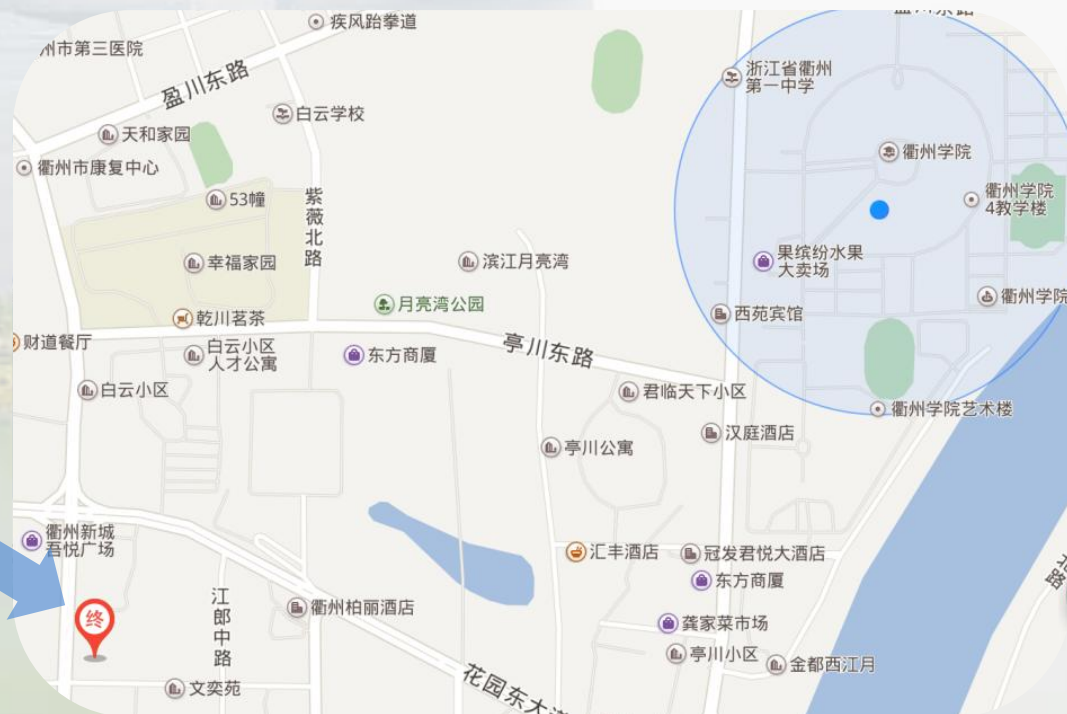 疾风跆拳道
州市第三医院
盈川东路
浙江省衢州
第一中学
白云学校
天和家园
衢州市康复中心
衢州学院
53幢
紫薇北路
衢州学院
4教学楼
幸福家园
滨江月亮湾
果缤纷水果
大卖场
月亮湾公园
衢州学院
乾川茗茶
西苑宾馆
财道餐厅
白云小区
人才公寓
东方商厦
亭川东路
白云小区
君临天下小区
衢州学院艺术楼
汉庭酒店
亭川公寓
衢州新城
吾悦广场
汇丰酒店
冠发君悦大酒店
东方商厦
江郎中路
衢州柏丽酒店
终
龚家菜市场
亭川小区
金都西江月
文奕苑
花园东大